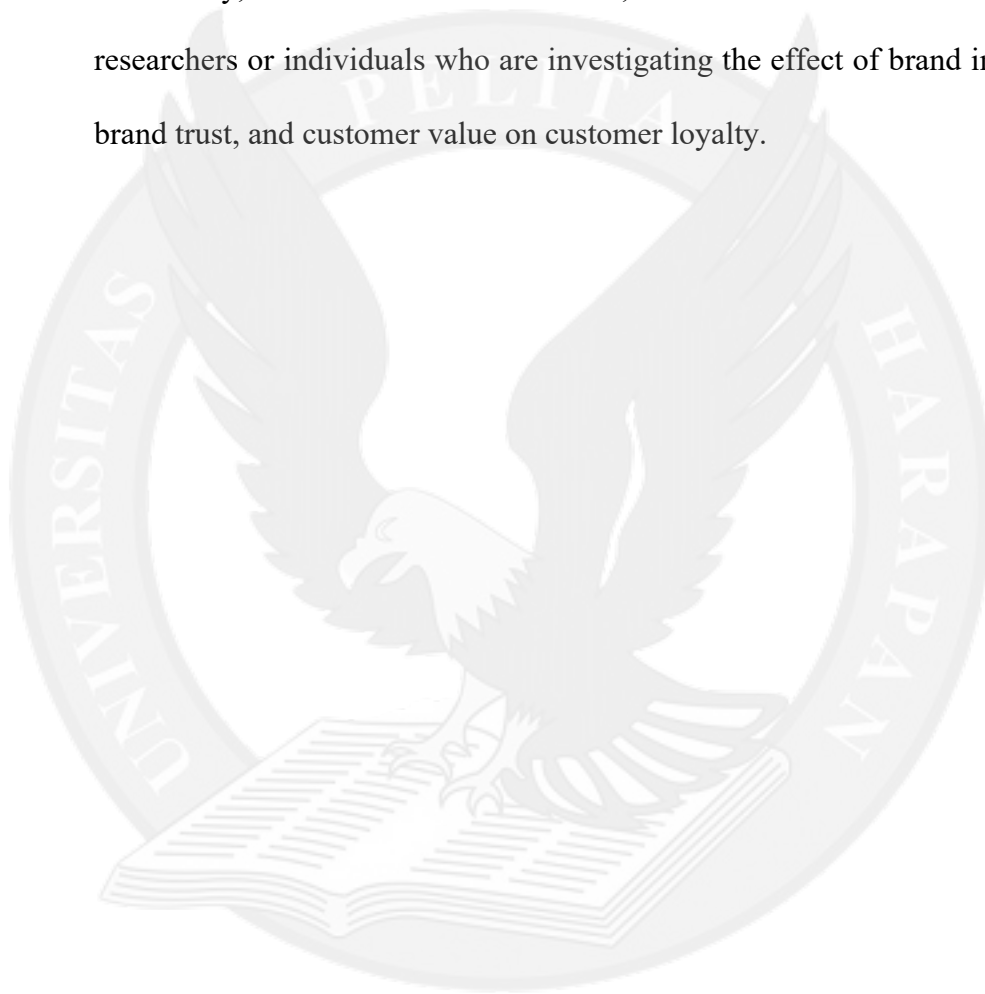 researchers or individuals who are investigating the effect of brand
brand trust, and customer value on customer loyalty.
UNIVERSITAS PELITA HARAPAN